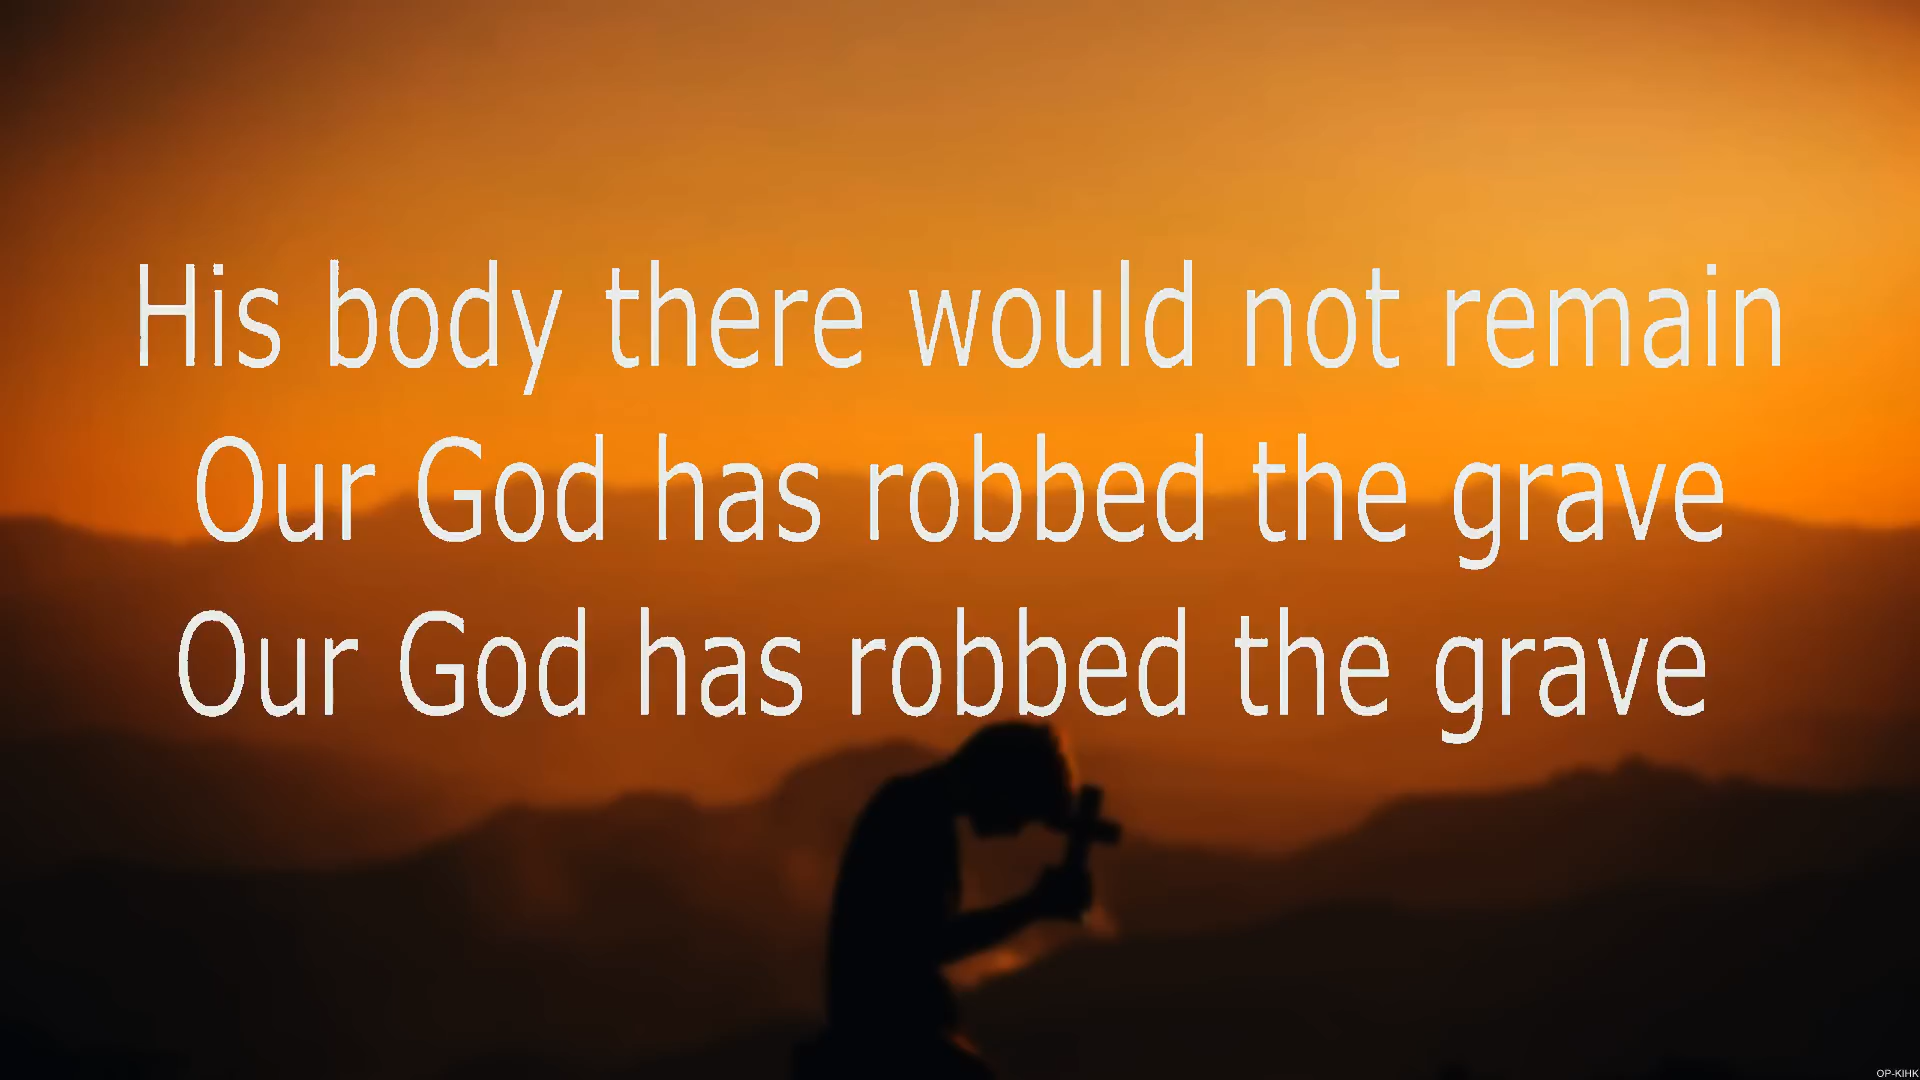 His body there would not remain
Our God has robbed the grave
Our God has robbed the grave
OP-KIHK